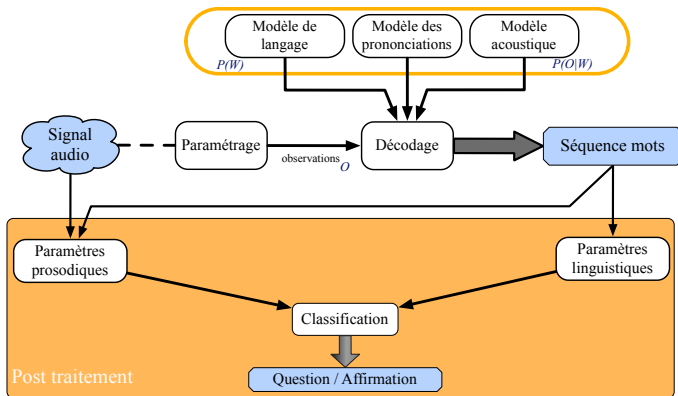 Modèle de
langage
Modèle des
prononciations
Modèle
acoustique
P(W)
P(O|W)
Signal
audio
Paramétrage
observations O
Décodage
Séquence mots
Paramètres
prosodiques
Paramètres
linguistiques
Classification
Question / Affirmation
Post traitement